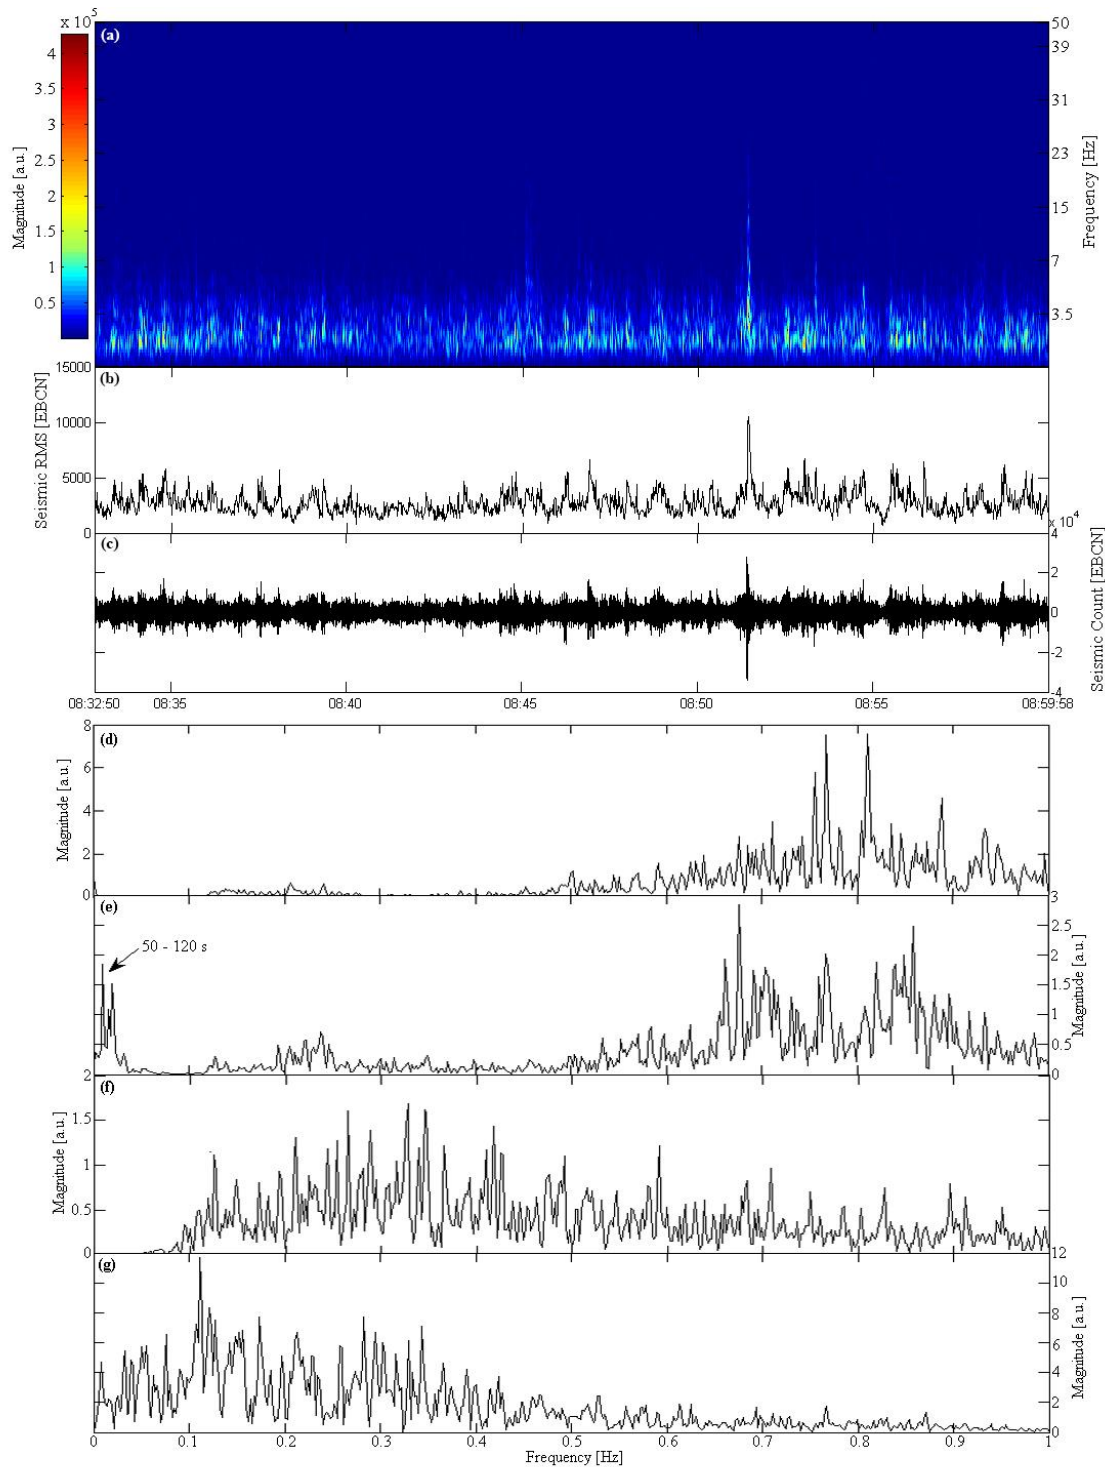 x 10^5
(a)
4
3.5
3
2.5
2
1.5
1
0.5
Magnitude [a.u.]
50
39
31
23
15
7
3.5
Frequency [Hz]
(b)
15000
10000
5000
0
Seismic RMS [EBCN]
x 10^4
(c)
4
2
0
-2
-4
Seismic Count [EBCN]
08:32:50 08:35 08:40 08:45 08:50 08:55 08:59:58
(d)
8
6
4
2
0
Magnitude [a.u.]
(e)
50 - 120 s
3
2.5
2
1.5
1
0.5
0
Magnitude [a.u.]
(f)
2
1.5
1
0.5
0
Magnitude [a.u.]
(g)
12
10
8
6
4
2
0
Magnitude [a.u.]
0 0.1 0.2 0.3 0.4 0.5 0.6 0.7 0.8 0.9 1
Frequency [Hz]